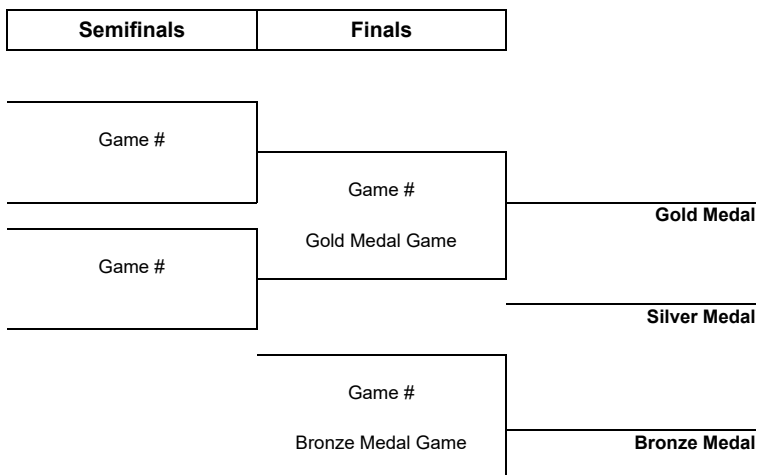 Semifinals Finals
Game #
Game #
Gold Medal
Gold Medal Game
Game #
Silver Medal
Game #
Bronze Medal Game Bronze Medal